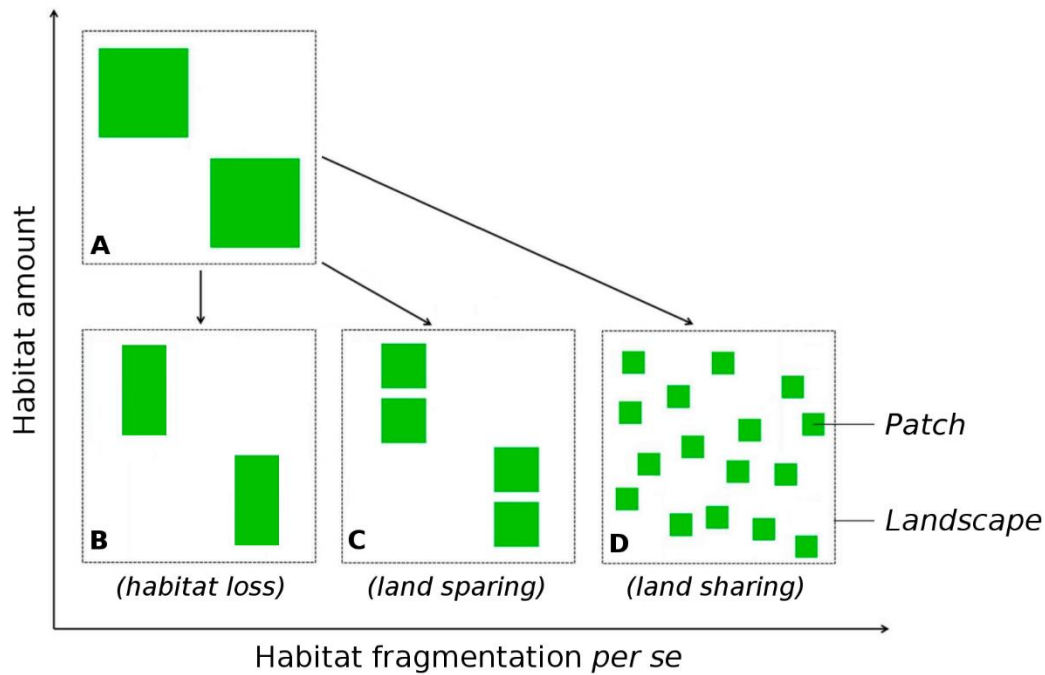 Habitat amount
A
B
C
D
Patch
Landscape
(habitat loss)
(land sparing)
(land sharing)
Habitat fragmentation per se